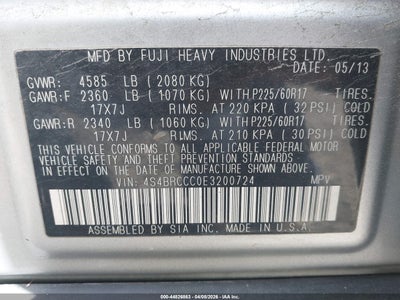 MFD BY FUJI HEAVY INDUSTRIES LTD.
DATE: 05/13
GVWR: 4585 LB (2080 KG)
GAWR:F 2360 LB (1070 KG) WITH P225/60R17 TIRES.
17X7J RIMS. AT 220 KPA (32 PSI) COLD
GAWR:R 2340 LB (1060 KG) WITH P225/60R17 TIRES.
17X7J RIMS. AT 210 KPA (30 PSI) COLD
THIS VEHICLE CONFORMS TO ALL APPLICABLE FEDERAL MOTOR
VEHICLE SAFETY AND THEFT PREVENTION STANDARDS IN
EFFECT ON THE DATE OF MANUFACTURE SHOWN ABOVE.
VIN: 4S4BRCCC0E3200724 MPV
ASSEMBLED BY SIA INC. MADE IN U.S.A.
000-44826863 - 04/09/2026 - IAA, Inc.